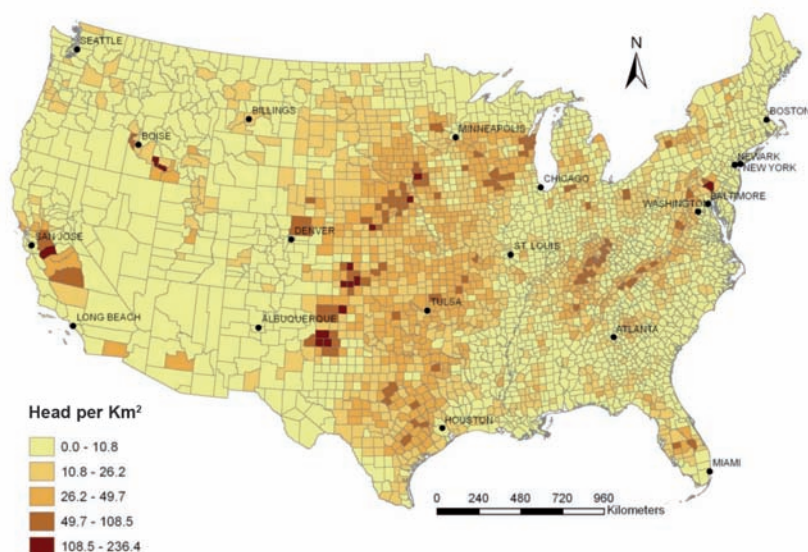 SEATTLE
N
BILLINGS
BOISE
MINNEAPOLIS
BOSTON
NEWARK
NEW YORK
CHICAGO
BALTIMORE
WASHINGTON
DENVER
SAN JOSE
ST. LOUIS
TULSA
LONG BEACH
ALBUQUERQUE
ATLANTA
HOUSTON
MIAMI
Head per Km²
0.0 - 10.8
10.8 - 26.2
26.2 - 49.7
49.7 - 108.5
108.5 - 236.4
0 240 480 720 960
Kilometers